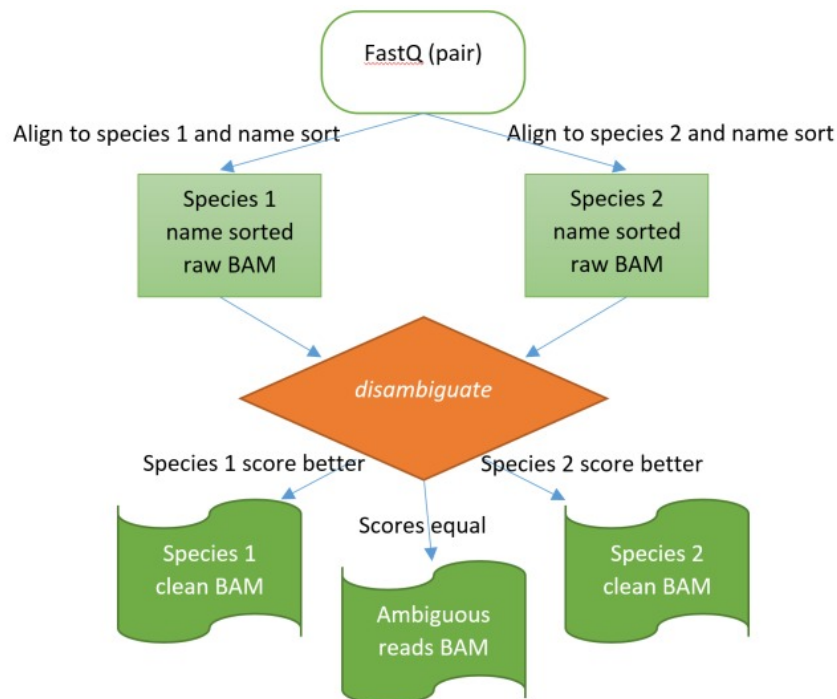 FastQ (pair)
Align to species 1 and name sort
Align to species 2 and name sort
Species 1
name sorted
raw BAM
Species 2
name sorted
raw BAM
disambiguate
Species 1 score better
Species 2 score better
Scores equal
Species 1
clean BAM
Ambiguous
reads BAM
Species 2
clean BAM